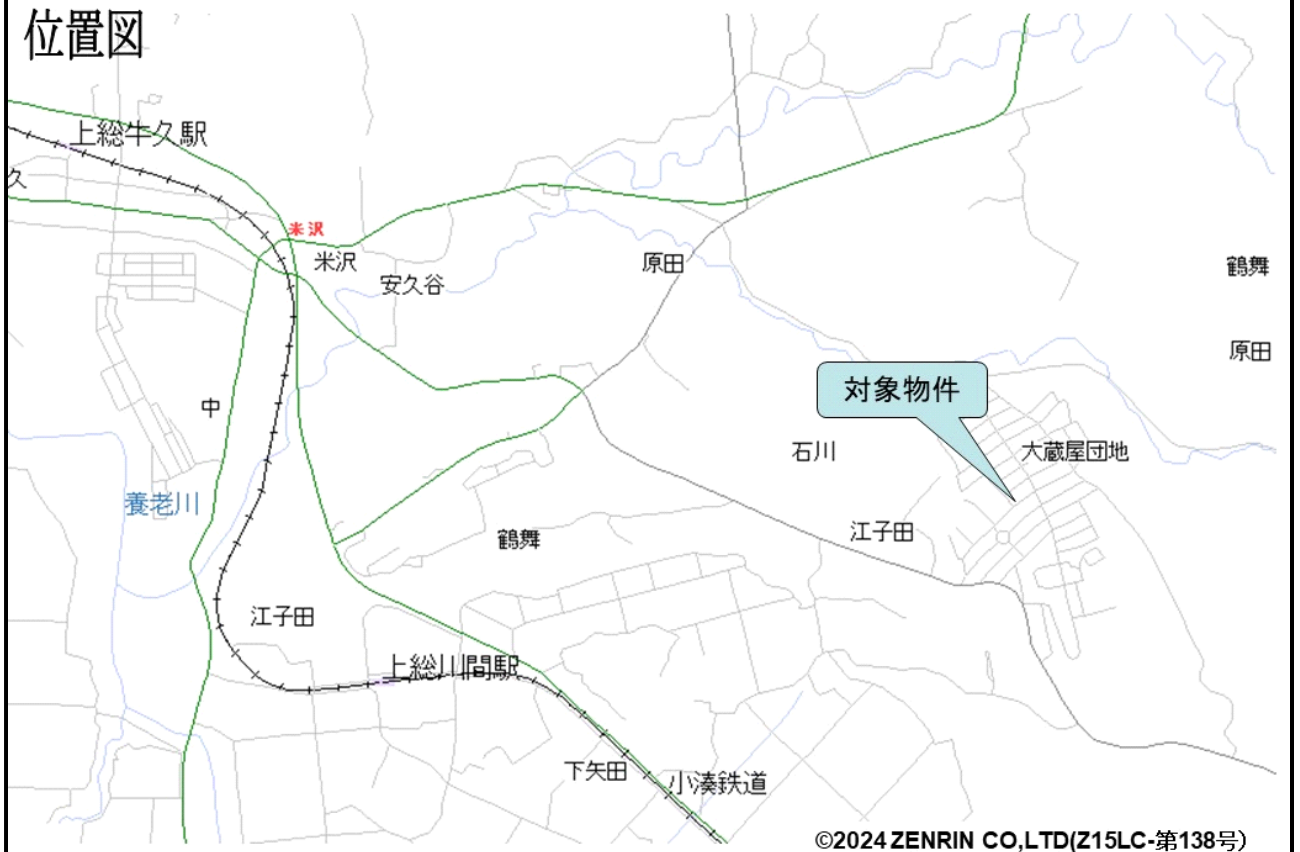 位置図
上総牛久駅
久
米沢
米沢
安久谷
原田
鶴舞
原田
対象物件
中
石川
大蔵屋団地
養老川
鶴舞
江子田
江子田
上総川間駅
下矢田
小湊鉄道
©2024 ZENRIN CO,LTD(Z15LC-第138号)